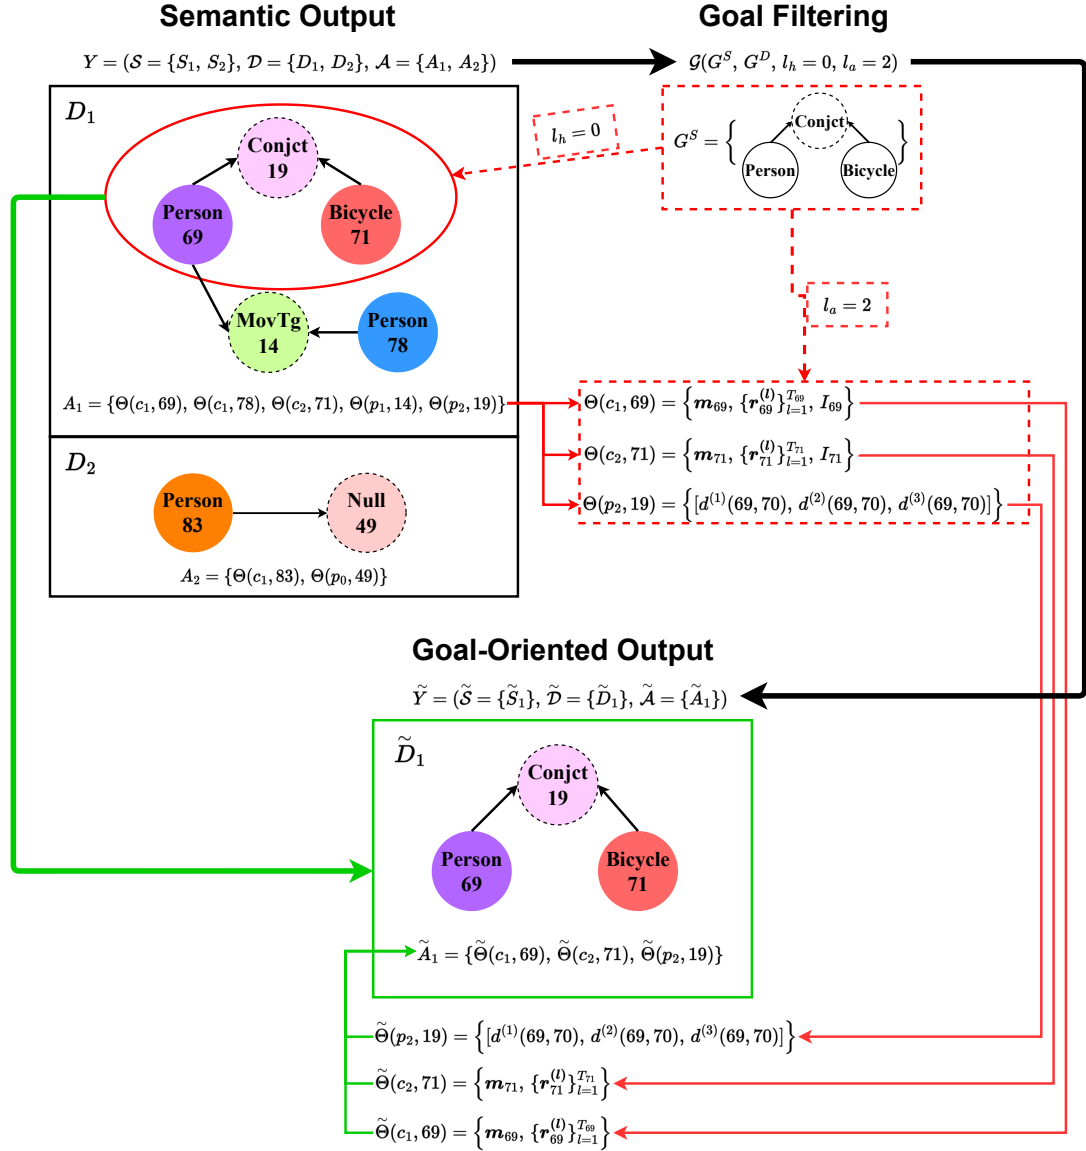 Semantic Output
Goal Filtering
Y = (𝒮 = {S₁, S₂}, 𝒟 = {D₁, D₂}, 𝒜 = {A₁, A₂})
𝒢(G^S, G^D, l_h = 0, l_a = 2)
D₁
Conjct
19
Person
69
Bicycle
71
MovTg
14
Person
78
A₁ = {Θ(c₁, 69), Θ(c₁, 78), Θ(c₂, 71), Θ(p₁, 14), Θ(p₂, 19)}
l_h = 0
G^S = {
Conjct
Person
Bicycle
}
l_a = 2
Θ(c₁, 69) = {m₆₉, {r₆₉^(l)}_{l=1}^{T₆₉}, I₆₉}
Θ(c₂, 71) = {m₇₁, {r₇₁^(l)}_{l=1}^{T₇₁}, I₇₁}
Θ(p₂, 19) = {[d^(1)(69, 70), d^(2)(69, 70), d^(3)(69, 70)]}
D₂
Person
83
Null
49
A₂ = {Θ(c₁, 83), Θ(p₀, 49)}
Goal-Oriented Output
Ỹ = (𝒮̃ = {S̃₁}, 𝒟̃ = {D̃₁}, 𝒜̃ = {Ã₁})
D̃₁
Conjct
19
Person
69
Bicycle
71
Ã₁ = {Θ̃(c₁, 69), Θ̃(c₂, 71), Θ̃(p₂, 19)}
Θ̃(p₂, 19) = {[d^(1)(69, 70), d^(2)(69, 70), d^(3)(69, 70)]}
Θ̃(c₂, 71) = {m₇₁, {r₇₁^(l)}_{l=1}^{T₇₁}}
Θ̃(c₁, 69) = {m₆₉, {r₆₉^(l)}_{l=1}^{T₆₉}}